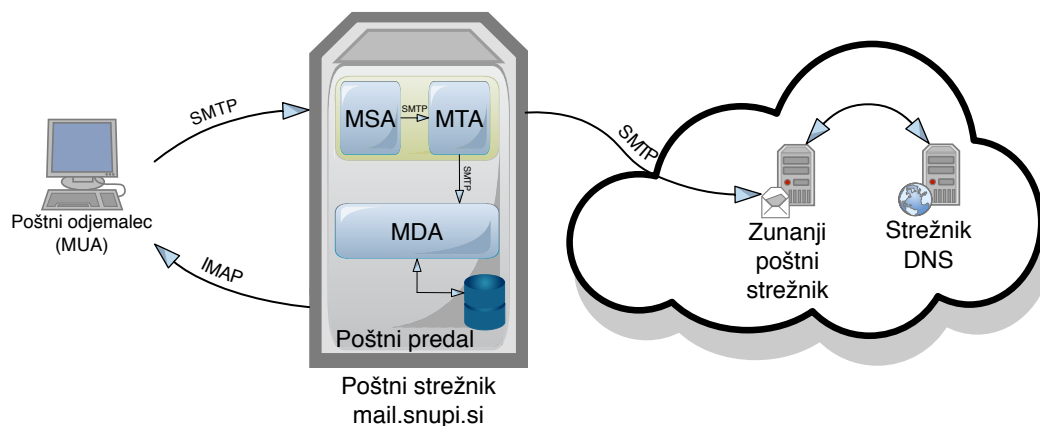 SMTP
Poštni odjemalec
(MUA)
IMAP
MSA
SMTP
MTA
SMTP
MDA
Poštni predal
Poštni strežnik
mail.snupi.si
SMTP
Zunanji
poštni
strežnik
Strežnik
DNS